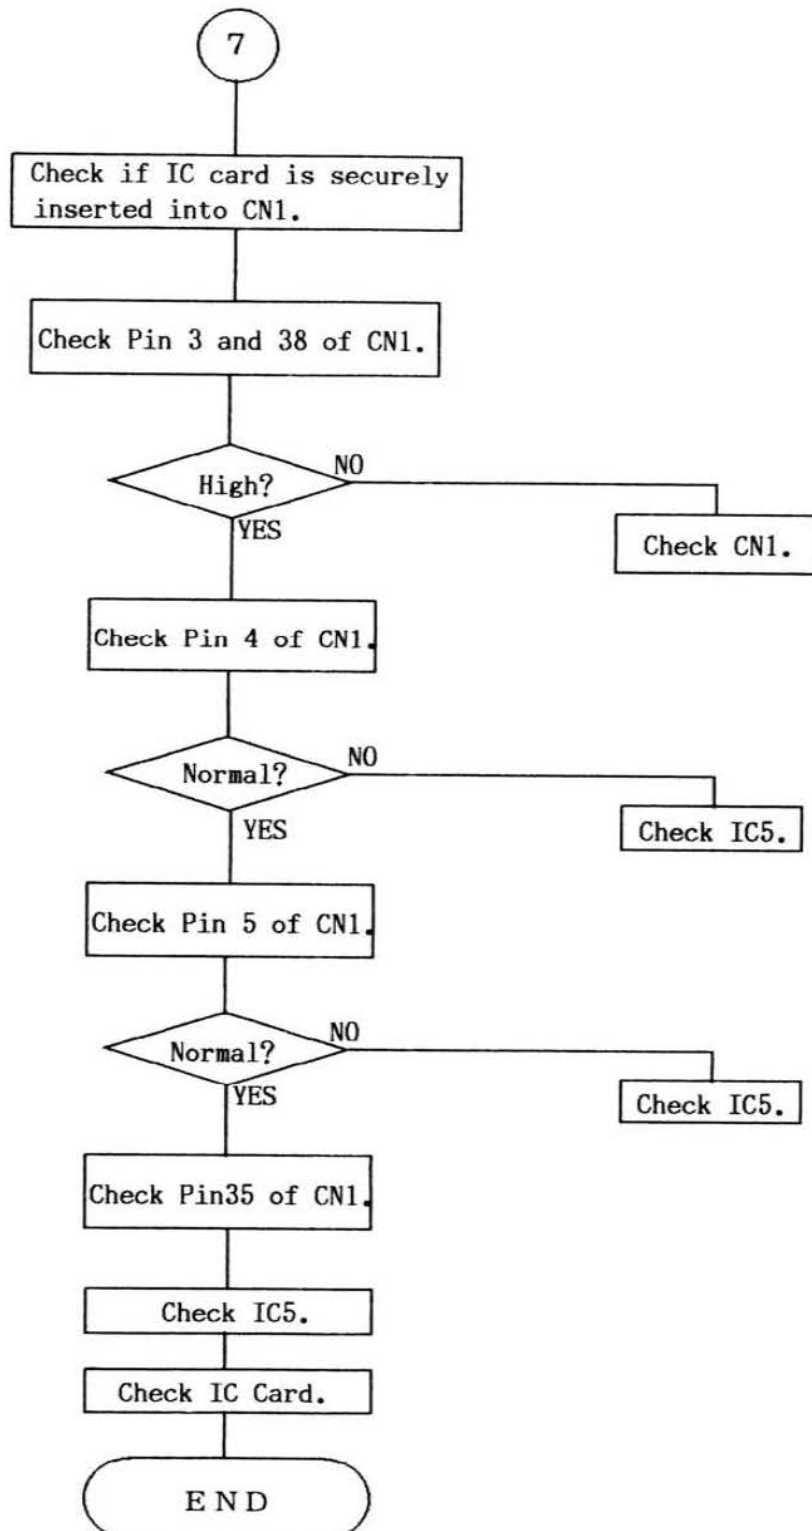 7
Check if IC card is securely
inserted into CN1.
Check Pin 3 and 38 of CN1.
High?
NO
YES
Check CN1.
Check Pin 4 of CN1.
Normal?
NO
YES
Check IC5.
Check Pin 5 of CN1.
Normal?
NO
YES
Check IC5.
Check Pin35 of CN1.
Check IC5.
Check IC Card.
END